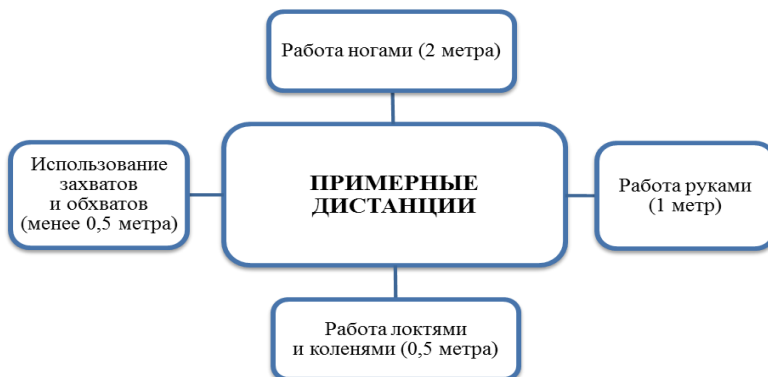 Работа ногами (2 метра)
Использование
захватов
и обхватов
(менее 0,5 метра)
ПРИМЕРНЫЕ
ДИСТАНЦИИ
Работа руками
(1 метр)
Работа локтями
и коленями (0,5 метра)